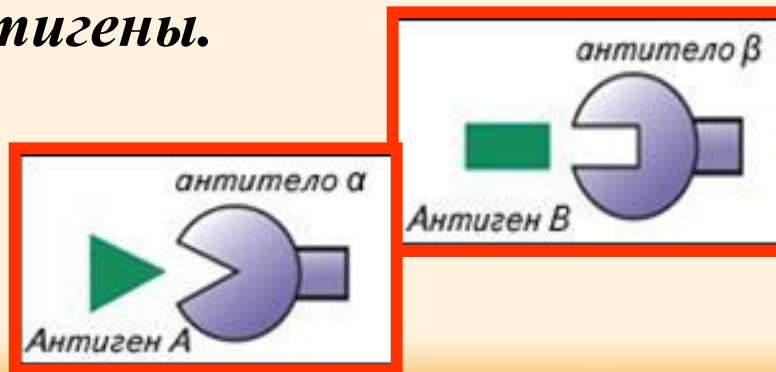 тигены.
антитело β
Антиген В
антитело α
Антиген А